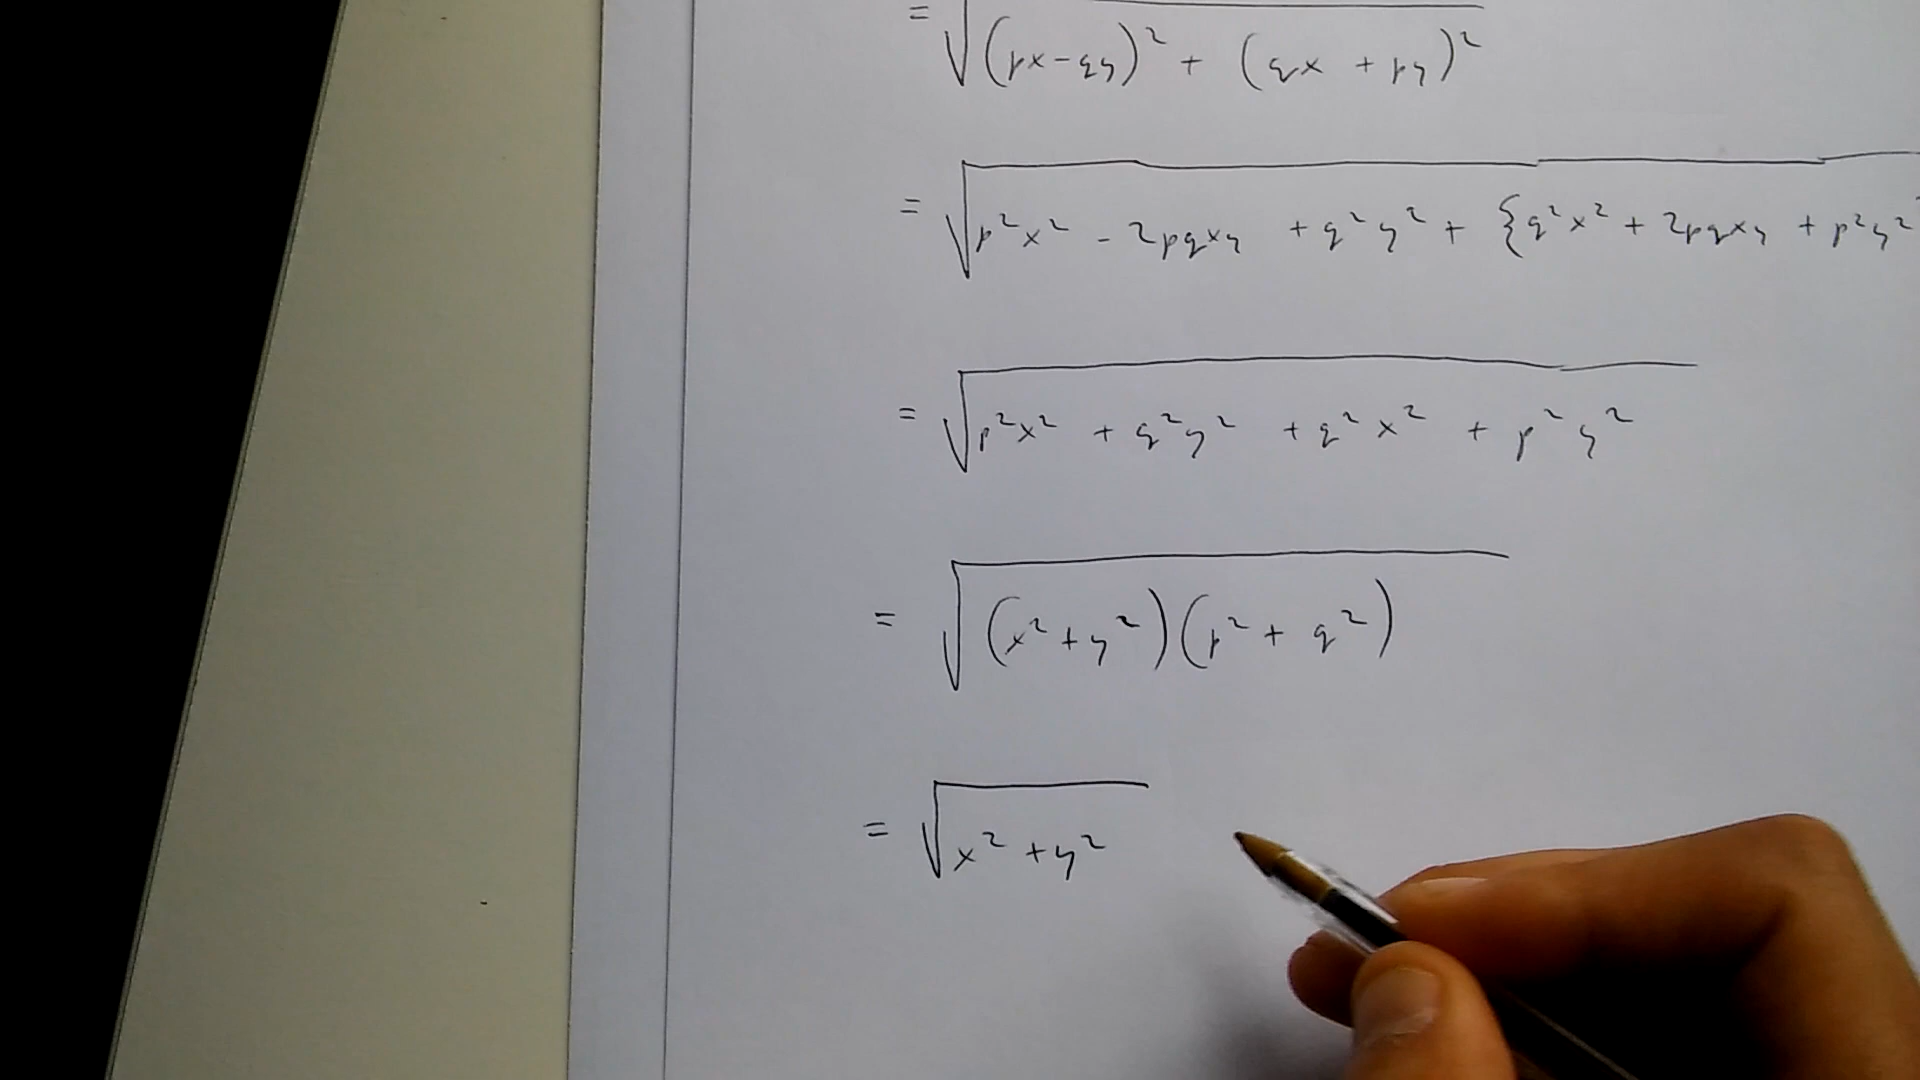 = √((px-qy)² + (qx + py)²)
= √(p²x² - 2pqxy + q²y² + {q²x² + 2pqxy + p²y²
= √(p²x² + q²y² + q²x² + p²y²)
= √((x²+y²)(p² + q²))
= √(x² + y²)